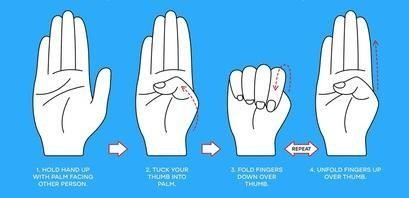 1. HOLD HAND UP
WITH PALM FACING
OTHER PERSON.
2. TUCK YOUR
THUMB INTO
PALM.
3. FOLD FINGERS
DOWN OVER
THUMB.
REPEAT
4. UNFOLD FINGERS UP
OVER THUMB.